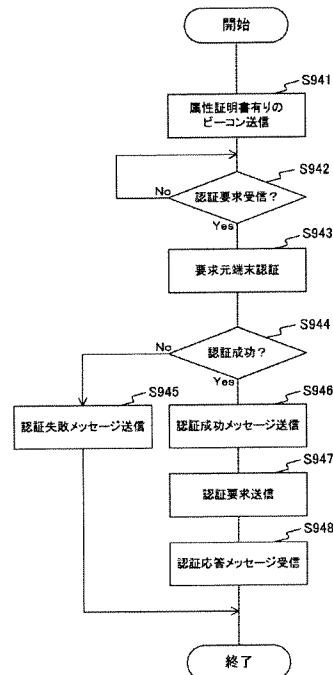 開始
S941
属性証明書有りの
ビーコン送信
S942
認証要求受信？
No
Yes
S943
要求元端末認証
S944
認証成功？
No
Yes
S945
認証失敗メッセージ送信
S946
認証成功メッセージ送信
S947
認証要求送信
S948
認証応答メッセージ受信
終了